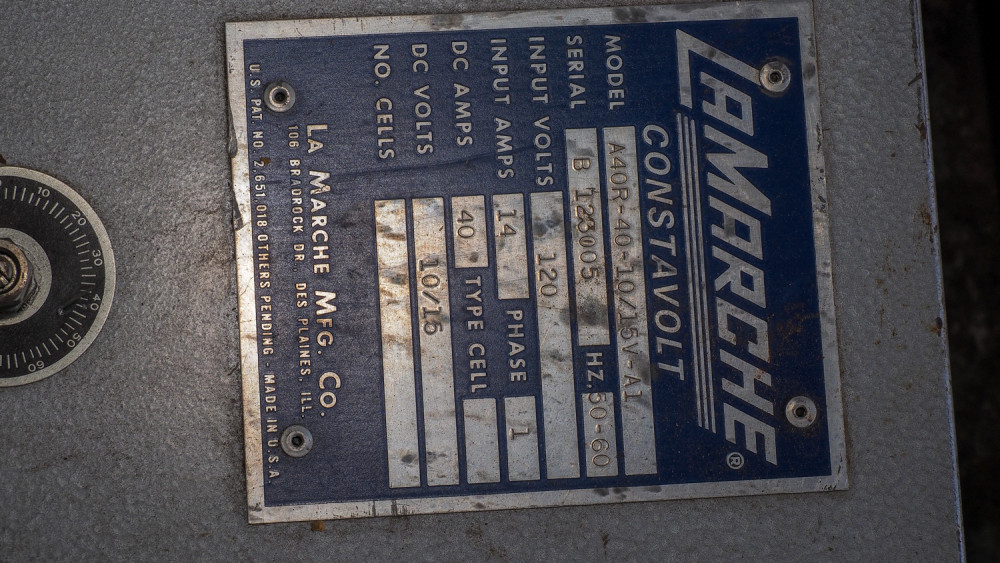 LAMARCHE®
CONSTAVOLT
MODEL A40R-40-10/15V-A1
SERIAL B 123005 HZ. 50-60
INPUT VOLTS 120
INPUT AMPS 14 PHASE 1
DC AMPS 40 TYPE CELL
DC VOLTS 10/15
NO. CELLS
LA MARCHE MFG. CO.
106 BRADROCK DR., DES PLAINES, ILL.
U.S. PAT. NO. 2,651,018 OTHERS PENDING - MADE IN U.S.A.
10 20 30 40 50 60